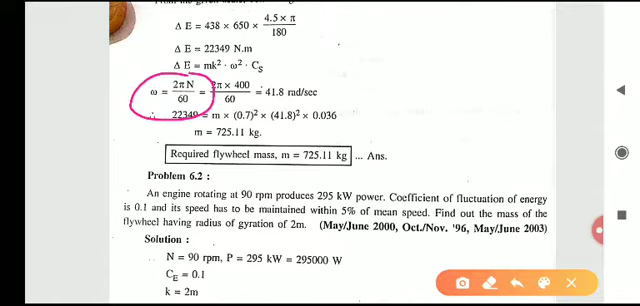 Δ E = 438 × 650 × 4.5 × π / 180
Δ E = 22349 N.m
Δ E = mk² · ω² · C_S
ω = 2πN / 60 = 2π × 400 / 60 = 41.8 rad/sec
∴ 22349 = m × (0.7)² × (41.8)² × 0.036
m = 725.11 kg.
Required flywheel mass, m = 725.11 kg ... Ans.
Problem 6.2 :
An engine rotating at 90 rpm produces 295 kW power. Coefficient of fluctuation of energy
is 0.1 and its speed has to be maintained within 5% of mean speed. Find out the mass of the
flywheel having radius of gyration of 2m. (May/June 2000, Oct./Nov. '96, May/June 2003)
Solution :
N = 90 rpm, P = 295 kW = 295000 W
C_E = 0.1
k = 2m